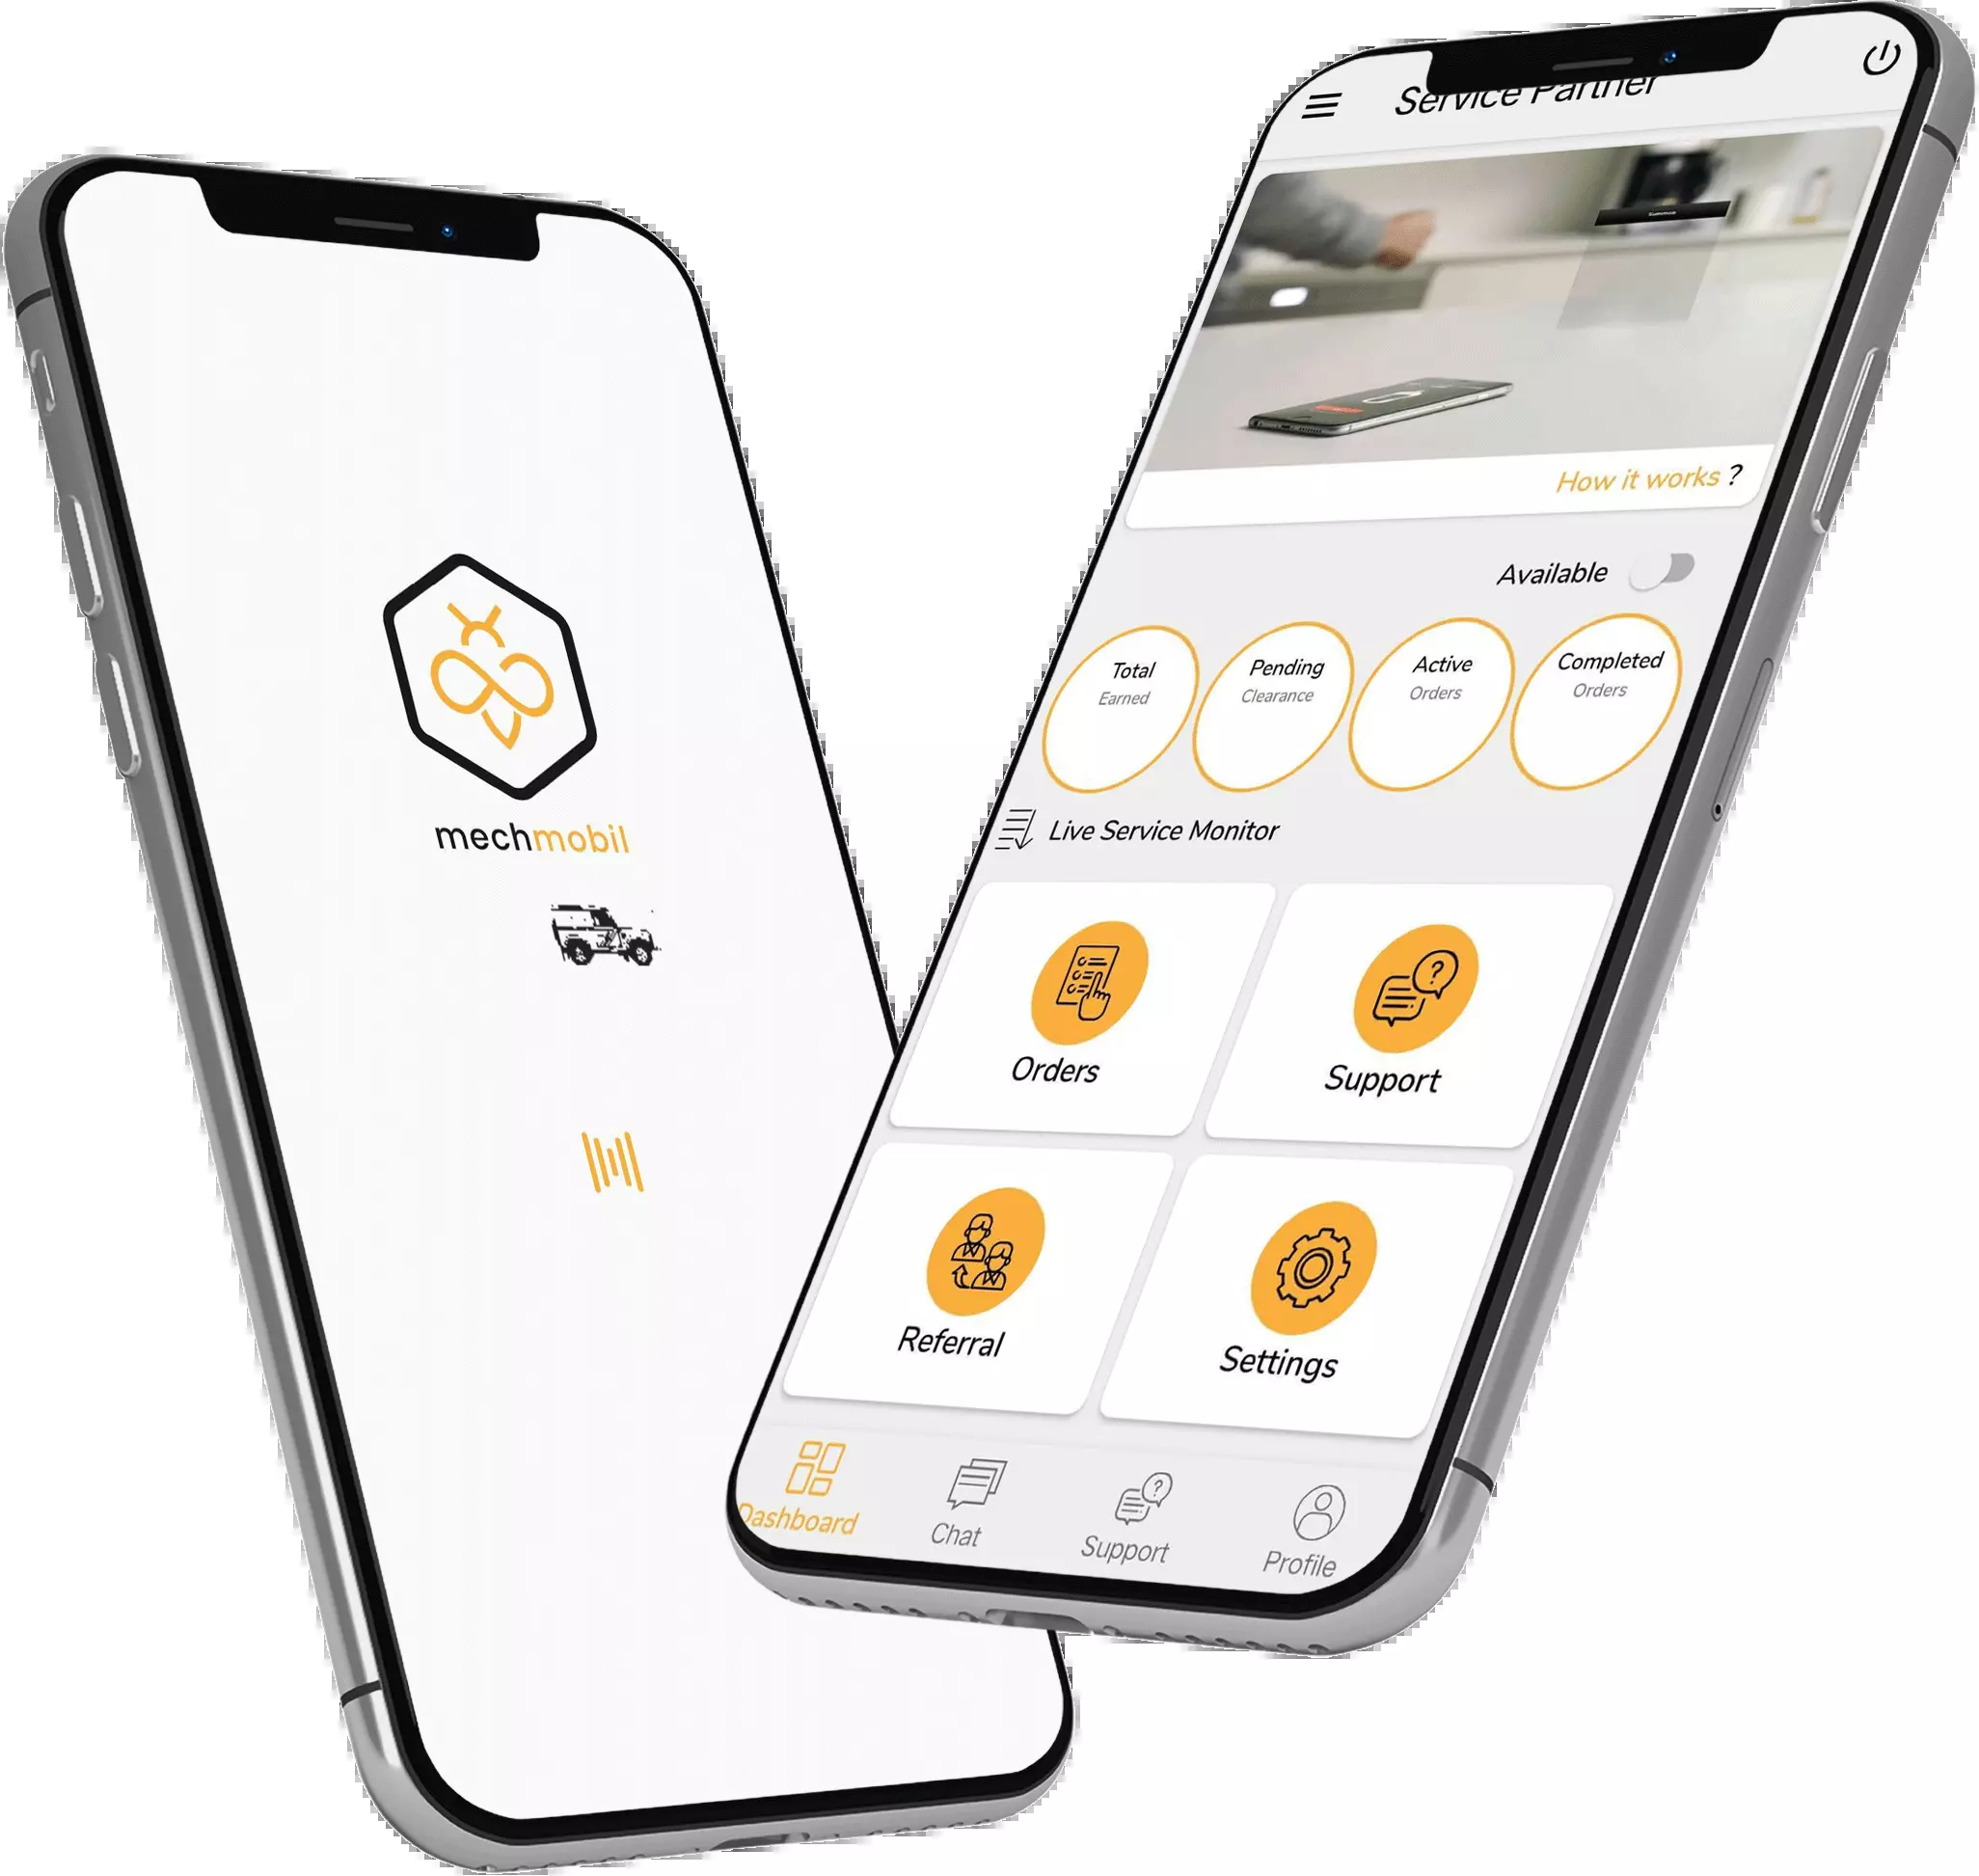 mechmobil
Service Partner
How it works ?
Available
Total
Earned
Pending
Clearance
Active
Orders
Completed
Orders
Live Service Monitor
Orders
Support
Referral
Settings
Dashboard
Chat
Support
Profile